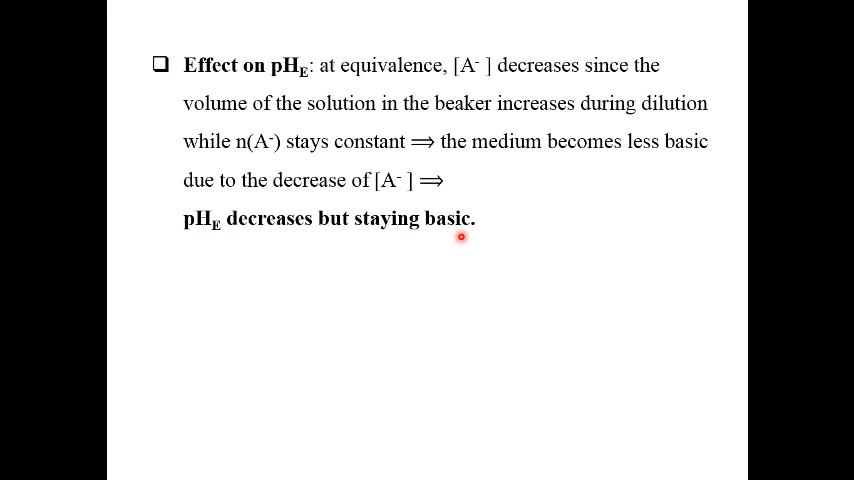 ❑ Effect on pHE: at equivalence, [A- ] decreases since the
volume of the solution in the beaker increases during dilution
while n(A-) stays constant ⟹ the medium becomes less basic
due to the decrease of [A- ] ⟹
pHE decreases but staying basic.